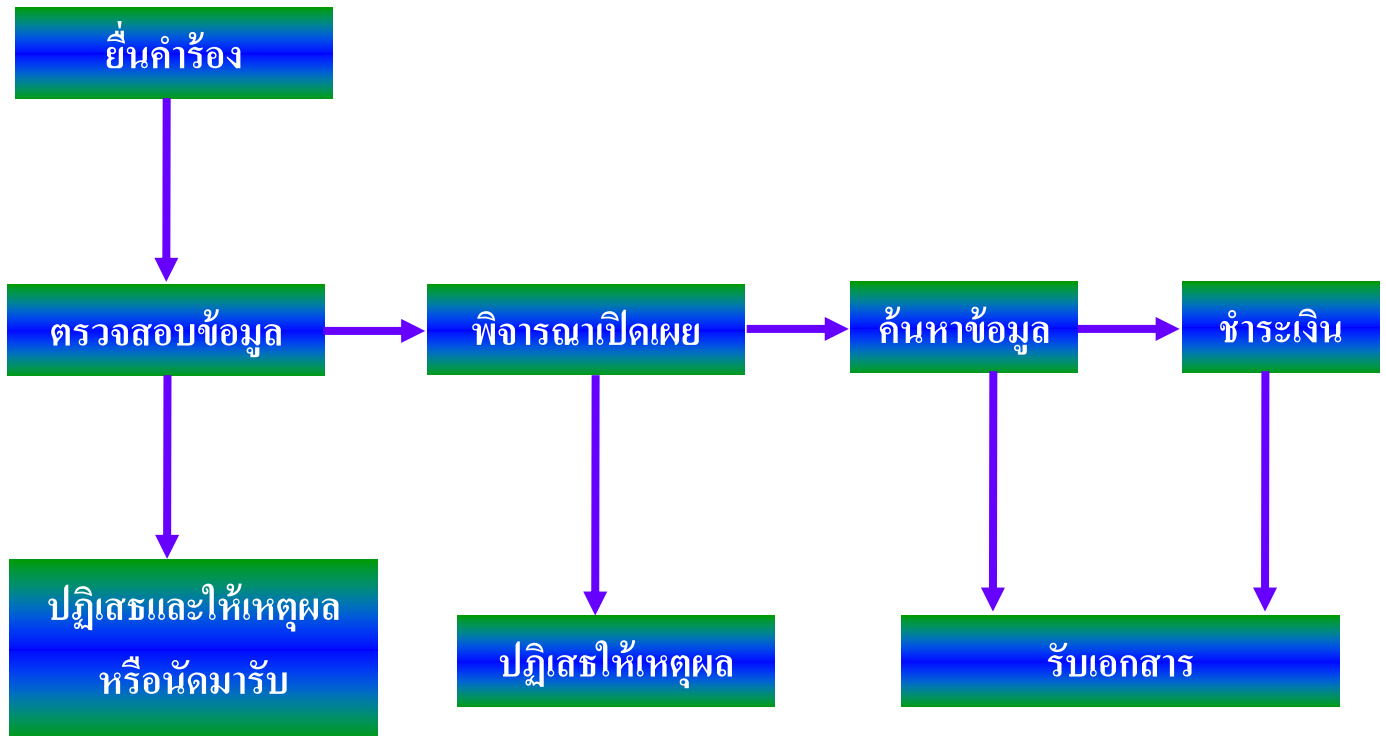 ยื่นคำร้อง
ตรวจสอบข้อมูล
พิจารณาเปิดเผย
ค้นหาข้อมูล
ชำระเงิน
ปฏิเสธและให้เหตุผล
หรือนัดมารับ
ปฏิเสธให้เหตุผล
รับเอกสาร